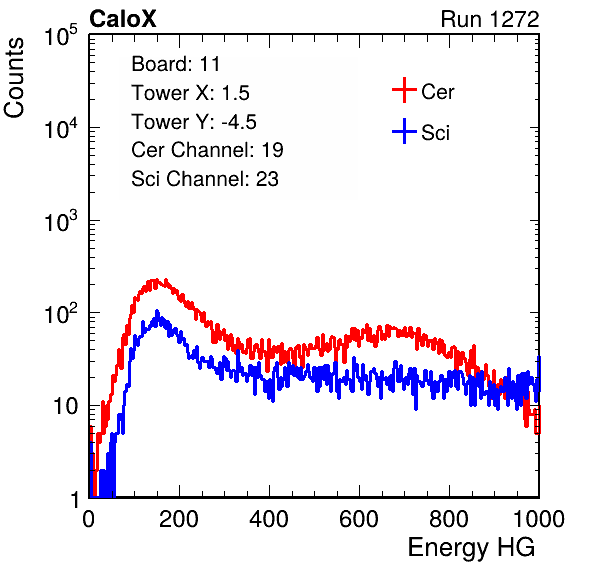 CaloX Run 1272
Counts
10^5
10^4
10^3
10^2
10
1
Board: 11
Tower X: 1.5
Tower Y: -4.5
Cer Channel: 19
Sci Channel: 23
Cer
Sci
0 200 400 600 800 1000
Energy HG